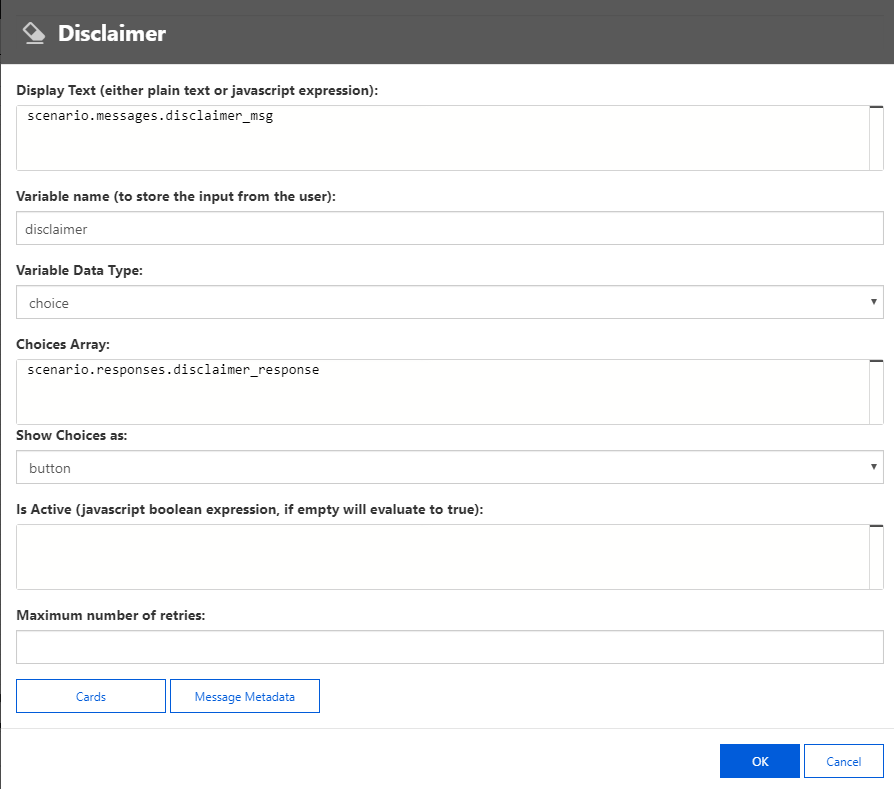 Disclaimer
Display Text (either plain text or javascript expression):
scenario.messages.disclaimer_msg
Variable name (to store the input from the user):
disclaimer
Variable Data Type:
choice
Choices Array:
scenario.responses.disclaimer_response
Show Choices as:
button
Is Active (javascript boolean expression, if empty will evaluate to true):
Maximum number of retries:
Cards Message Metadata
OK Cancel